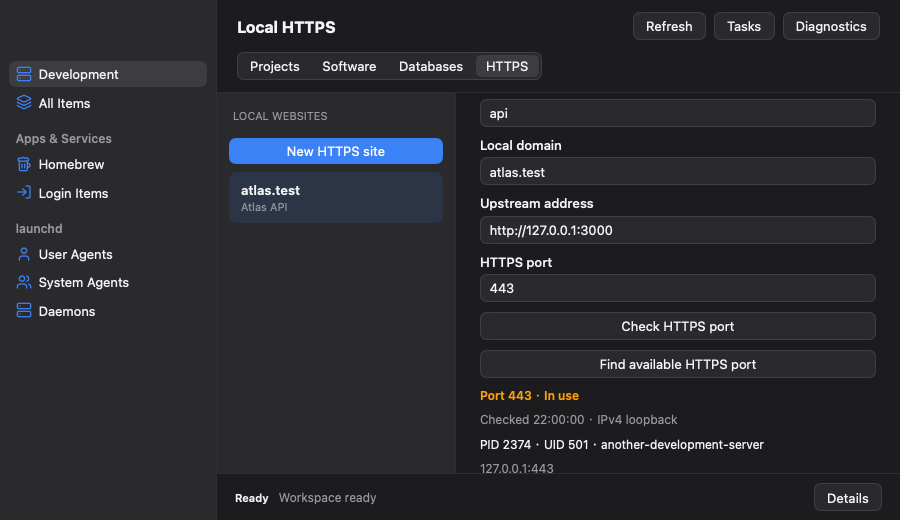 Local HTTPS
Refresh
Tasks
Diagnostics
Projects
Software
Databases
HTTPS
Development
All Items
Apps & Services
Homebrew
Login Items
launchd
User Agents
System Agents
Daemons
LOCAL WEBSITES
New HTTPS site
atlas.test
Atlas API
api
Local domain
atlas.test
Upstream address
http://127.0.0.1:3000
HTTPS port
443
Check HTTPS port
Find available HTTPS port
Port 443 · In use
Checked 22:00:00 · IPv4 loopback
PID 2374 · UID 501 · another-development-server
127.0.0.1:443
Ready
Workspace ready
Details